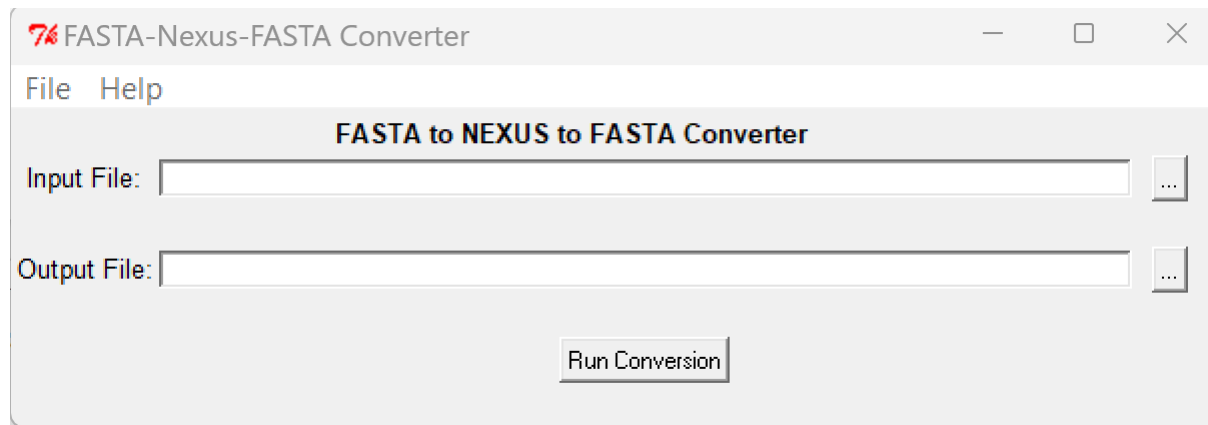 FASTA-Nexus-FASTA Converter
File Help
FASTA to NEXUS to FASTA Converter
Input File: ...
Output File: ...
Run Conversion